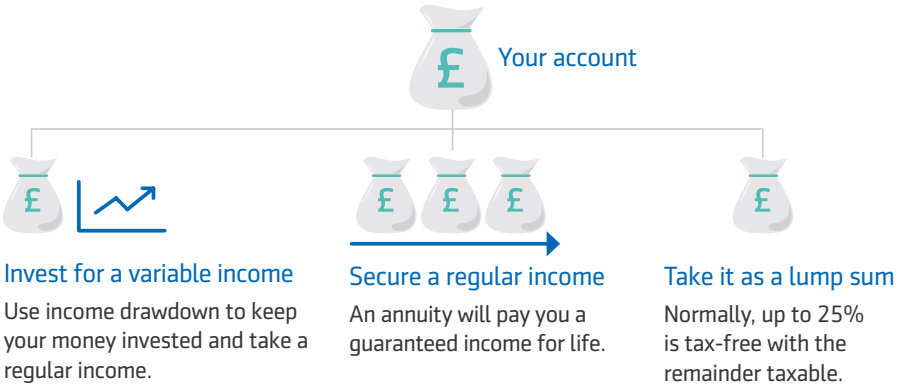 £
Your account
£
£ £ £
£
Invest for a variable income
Use income drawdown to keep
your money invested and take a
regular income.
Secure a regular income
An annuity will pay you a
guaranteed income for life.
Take it as a lump sum
Normally, up to 25%
is tax-free with the
remainder taxable.